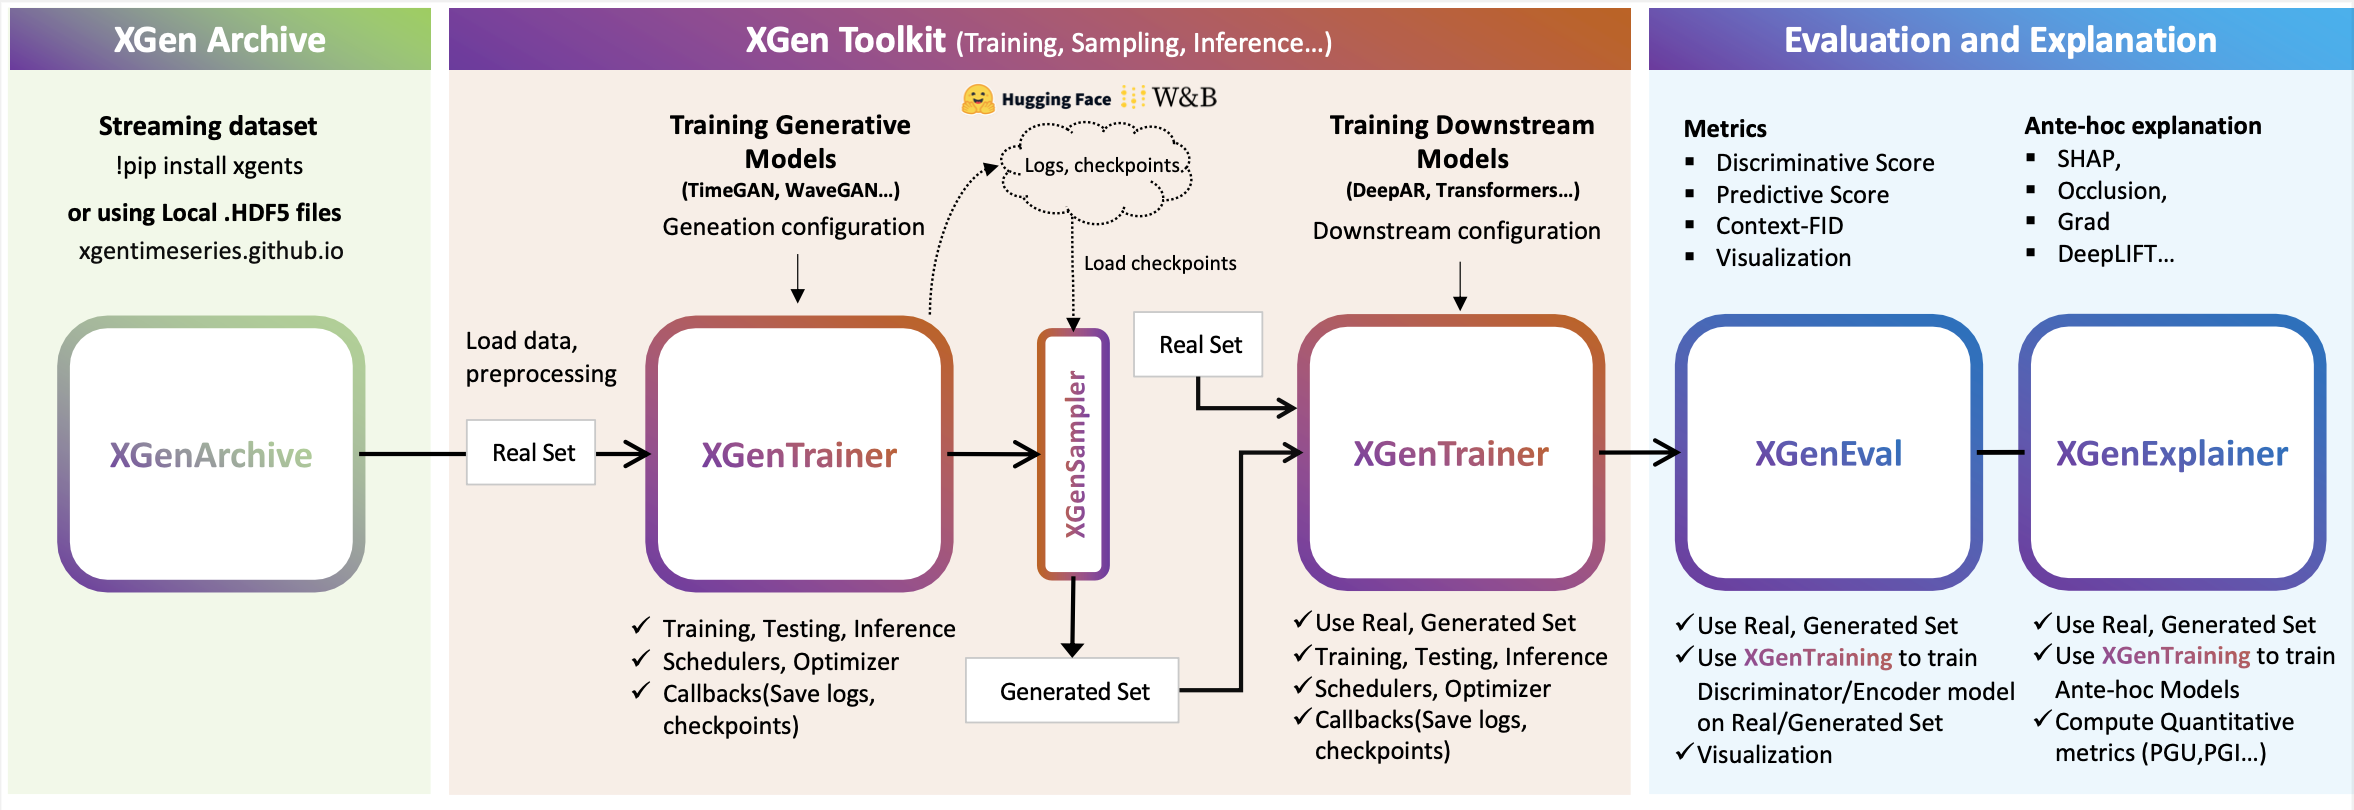 XGen Archive
Streaming dataset
!pip install xgents
or using Local .HDF5 files
xgentimeseries.github.io
XGenArchive
XGen Toolkit (Training, Sampling, Inference...)
Hugging Face
W&B
Training Generative
Models
(TimeGAN, WaveGAN...)
Geneation configuration
Logs, checkpoints.
Load checkpoints
Load data,
preprocessing
Real Set
XGenTrainer
Training, Testing, Inference
Schedulers, Optimizer
Callbacks(Save logs,
checkpoints)
XGenSampler
Generated Set
Training Downstream
Models
(DeepAR, Transformers...)
Downstream configuration
Real Set
XGenTrainer
Use Real, Generated Set
Training, Testing, Inference
Schedulers, Optimizer
Callbacks(Save logs,
checkpoints)
Evaluation and Explanation
Metrics
Discriminative Score
Predictive Score
Context-FID
Visualization
XGenEval
Use Real, Generated Set
Use XGenTraining to train
Discriminator/Encoder model
on Real/Generated Set
Visualization
Ante-hoc explanation
SHAP,
Occlusion,
Grad
DeepLIFT...
XGenExplainer
Use Real, Generated Set
Use XGenTraining to train
Ante-hoc Models
Compute Quantitative
metrics (PGU,PGI...)